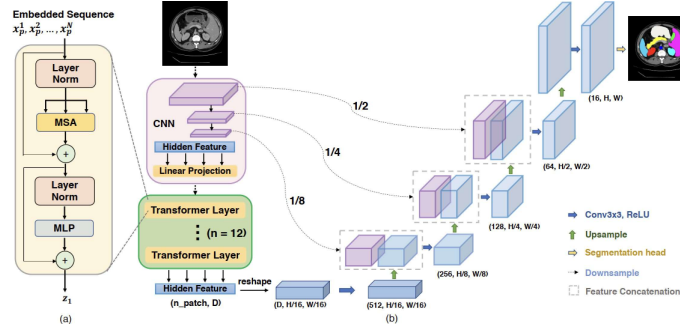 Embedded Sequence
x_p^1, x_p^2, ..., x_p^N
Layer
Norm
MSA
+
Layer
Norm
MLP
+
z_1
(a)
CNN
Hidden Feature
Linear Projection
Transformer Layer
(n = 12)
Transformer Layer
Hidden Feature
(n_patch, D)
reshape
(D, H/16, W/16)
(512, H/16, W/16)
(b)
1/2
1/4
1/8
(256, H/8, W/8)
(128, H/4, W/4)
(64, H/2, W/2)
(16, H, W)
Conv3x3, ReLU
Upsample
Segmentation head
Downsample
Feature Concatenation